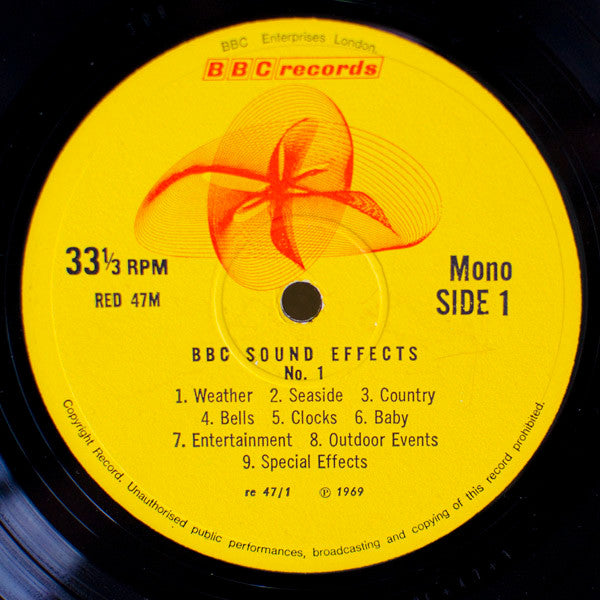 BBC Enterprises London.
BBC records
33⅓ RPM
RED 47M
Mono
SIDE 1
BBC SOUND EFFECTS
No. 1
1. Weather 2. Seaside 3. Country
4. Bells 5. Clocks 6. Baby
7. Entertainment 8. Outdoor Events
9. Special Effects
re 47/1 ℗ 1969
Copyright Record. Unauthorised public performances, broadcasting and copying of this record prohibited.